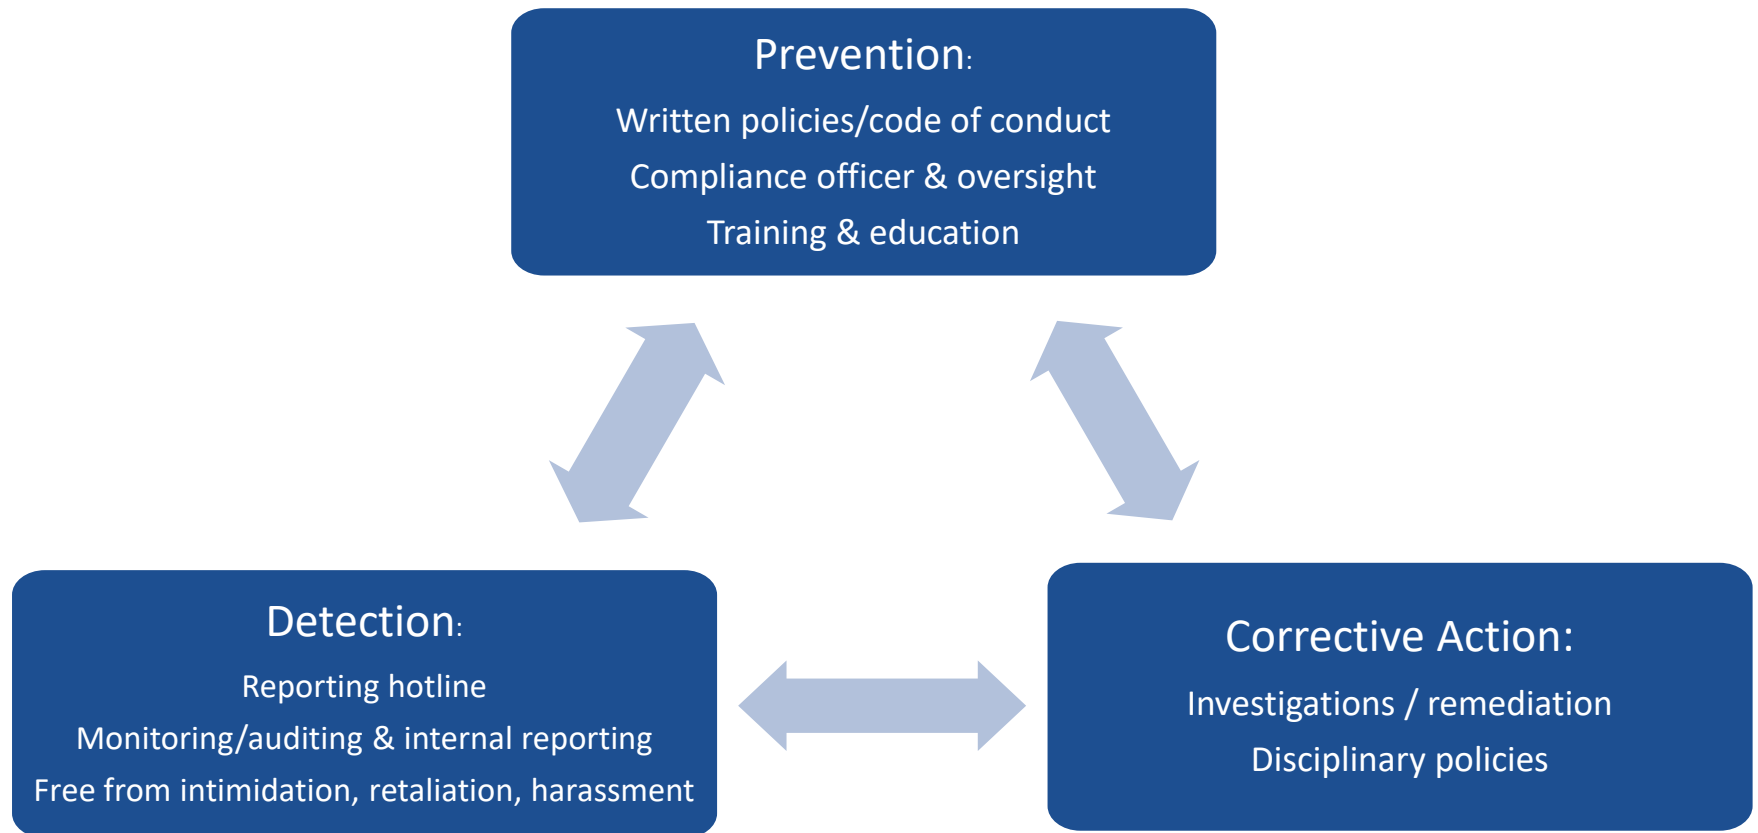 Prevention:
Written policies/code of conduct
Compliance officer & oversight
Training & education
Detection:
Reporting hotline
Monitoring/auditing & internal reporting
Free from intimidation, retaliation, harassment
Corrective Action:
Investigations / remediation
Disciplinary policies